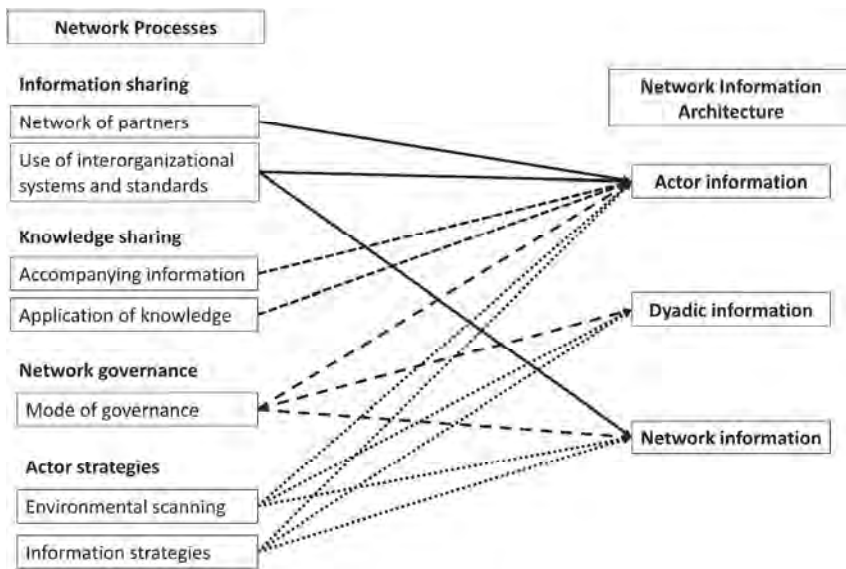 Network Processes
Information sharing
Network of partners
Use of interorganizational
systems and standards
Knowledge sharing
Accompanying information
Application of knowledge
Network governance
Mode of governance
Actor strategies
Environmental scanning
Information strategies
Network Information
Architecture
Actor information
Dyadic information
Network information